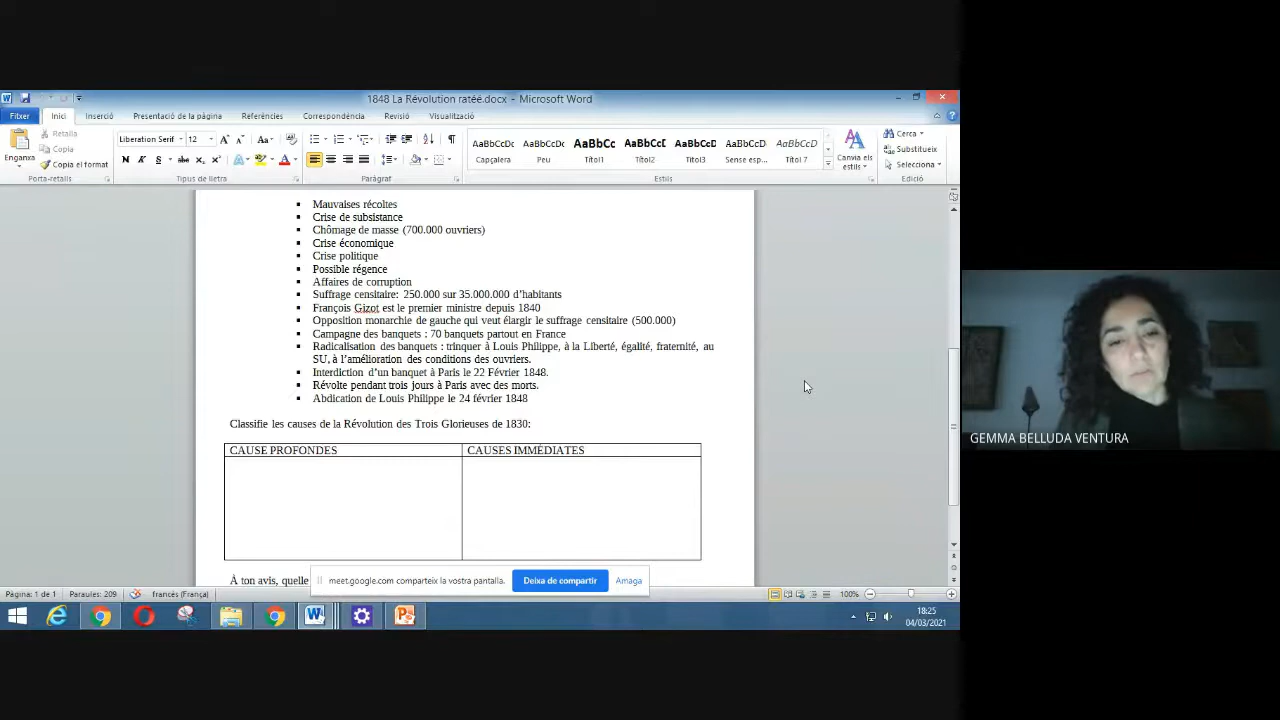 1848 La Révolution ratéé.docx - Microsoft Word
Fitxer Inici Inserció Presentació de la pàgina Referències Correspondència Revisió Visualització
Enganxa
Retalla
Copia
Copia el format
Porta-retalls
Liberation Serif 12
Tipus de lletra
Paràgraf
AaBbCc AaBbCc AaBbCc AaBbCc AaBbCc AaBbCc AaBbCc
Capçalera Peu Títol1 Títol2 Títol3 Sense esp... Títol 7
Estils
Canvia els
estils
Cerca
Substitueix
Selecciona
Edició
Mauvaises récoltes
Crise de subsistance
Chômage de masse (700.000 ouvriers)
Crise économique
Crise politique
Possible régence
Affaires de corruption
Suffrage censitaire: 250.000 sur 35.000.000 d’habitants
François Gizot est le premier ministre depuis 1840
Opposition monarchie de gauche qui veut élargir le suffrage censitaire (500.000)
Campagne des banquets : 70 banquets partout en France
Radicalisation des banquets : trinquer à Louis Philippe, à la Liberté, égalité, fraternité, au
SU, à l’amélioration des conditions des ouvriers.
Interdiction d’un banquet à Paris le 22 Février 1848.
Révolte pendant trois jours à Paris avec des morts.
Abdication de Louis Philippe le 24 février 1848
Classifie les causes de la Révolution des Trois Glorieuses de 1830:
CAUSE PROFONDES CAUSES IMMÉDIATES
À ton avis, quelle
meet.google.com comparteix la vostra pantalla. Deixa de compartir Amaga
Pàgina: 1 de 1 Paraules: 209 francès (França) 100%
18:25
04/03/2021
GEMMA BELLUDA VENTURA